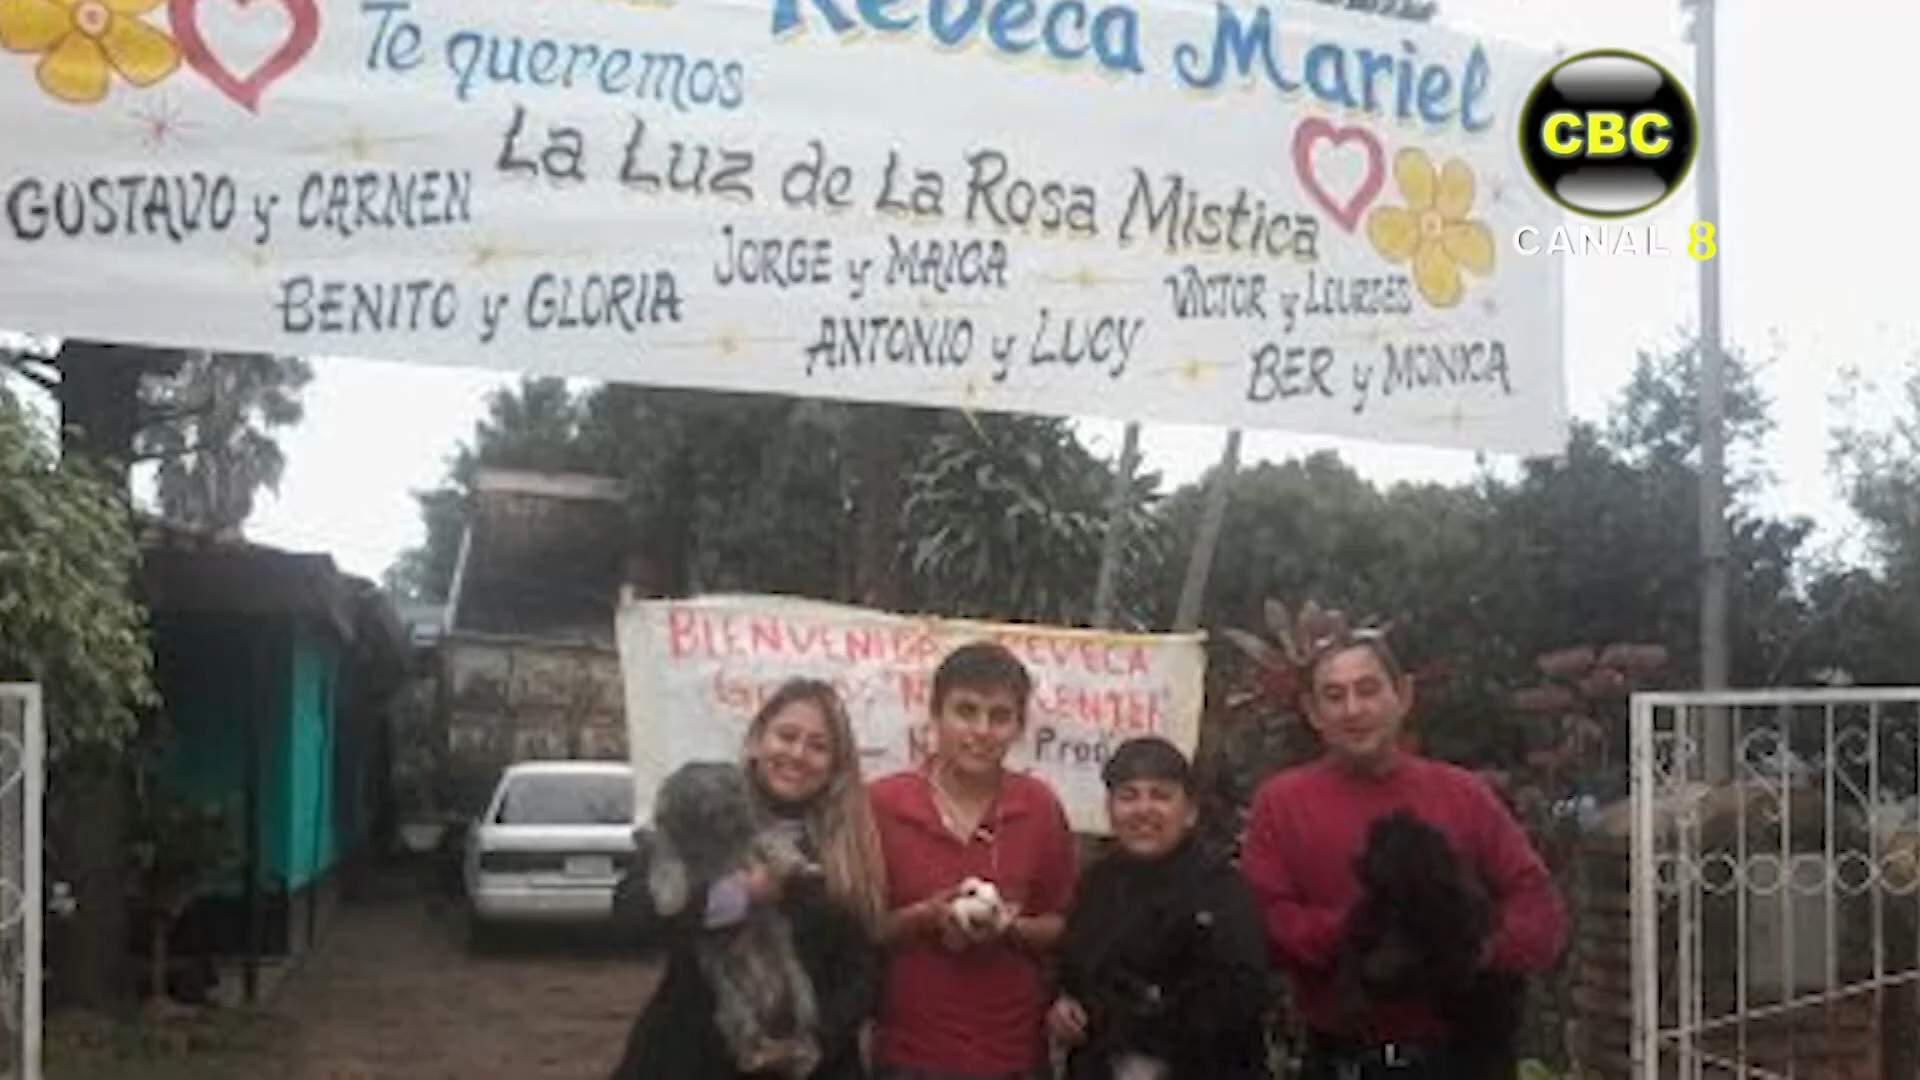 Reveca Mariel
Te queremos
La Luz de La Rosa Mistica
GUSTAVO y CARMEN
JORGE y MAICA
VICTOR y LOURDES
BENITO y GLORIA
ANTONIO y LUCY
BER y MONICA
CBC
CANAL 8
BIENVENIDA REVECA